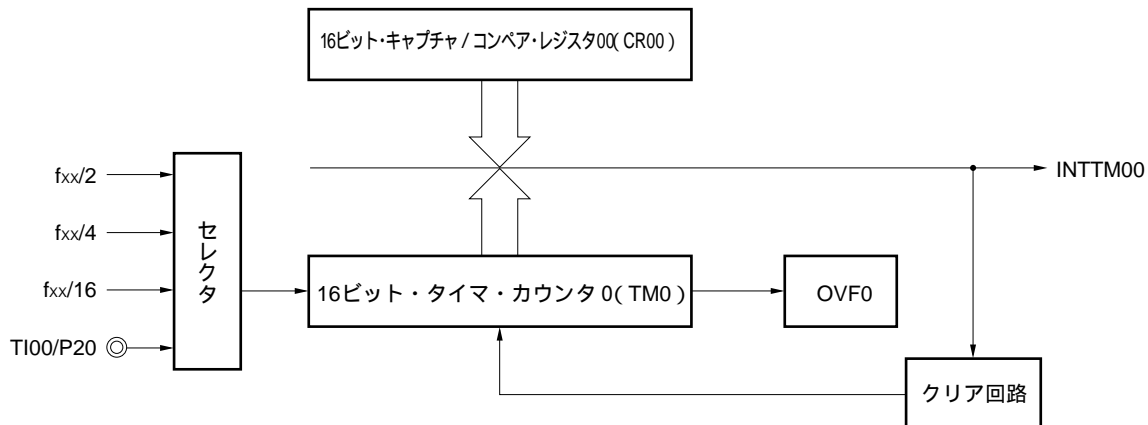 16ビット・キャプチャ/コンペア・レジスタ00(CR00)
fxx/2
fxx/4
fxx/16
TI00/P20
セレクタ
16ビット・タイマ・カウンタ0(TM0)
OVF0
INTTM00
クリア回路